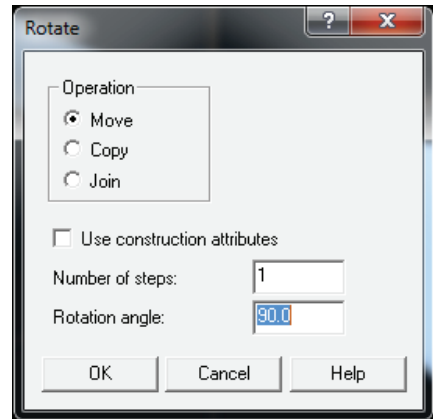 Rotate
?
Operation
Move
Copy
Join
Use construction attributes
Number of steps: 1
Rotation angle: 90.0
OK Cancel Help